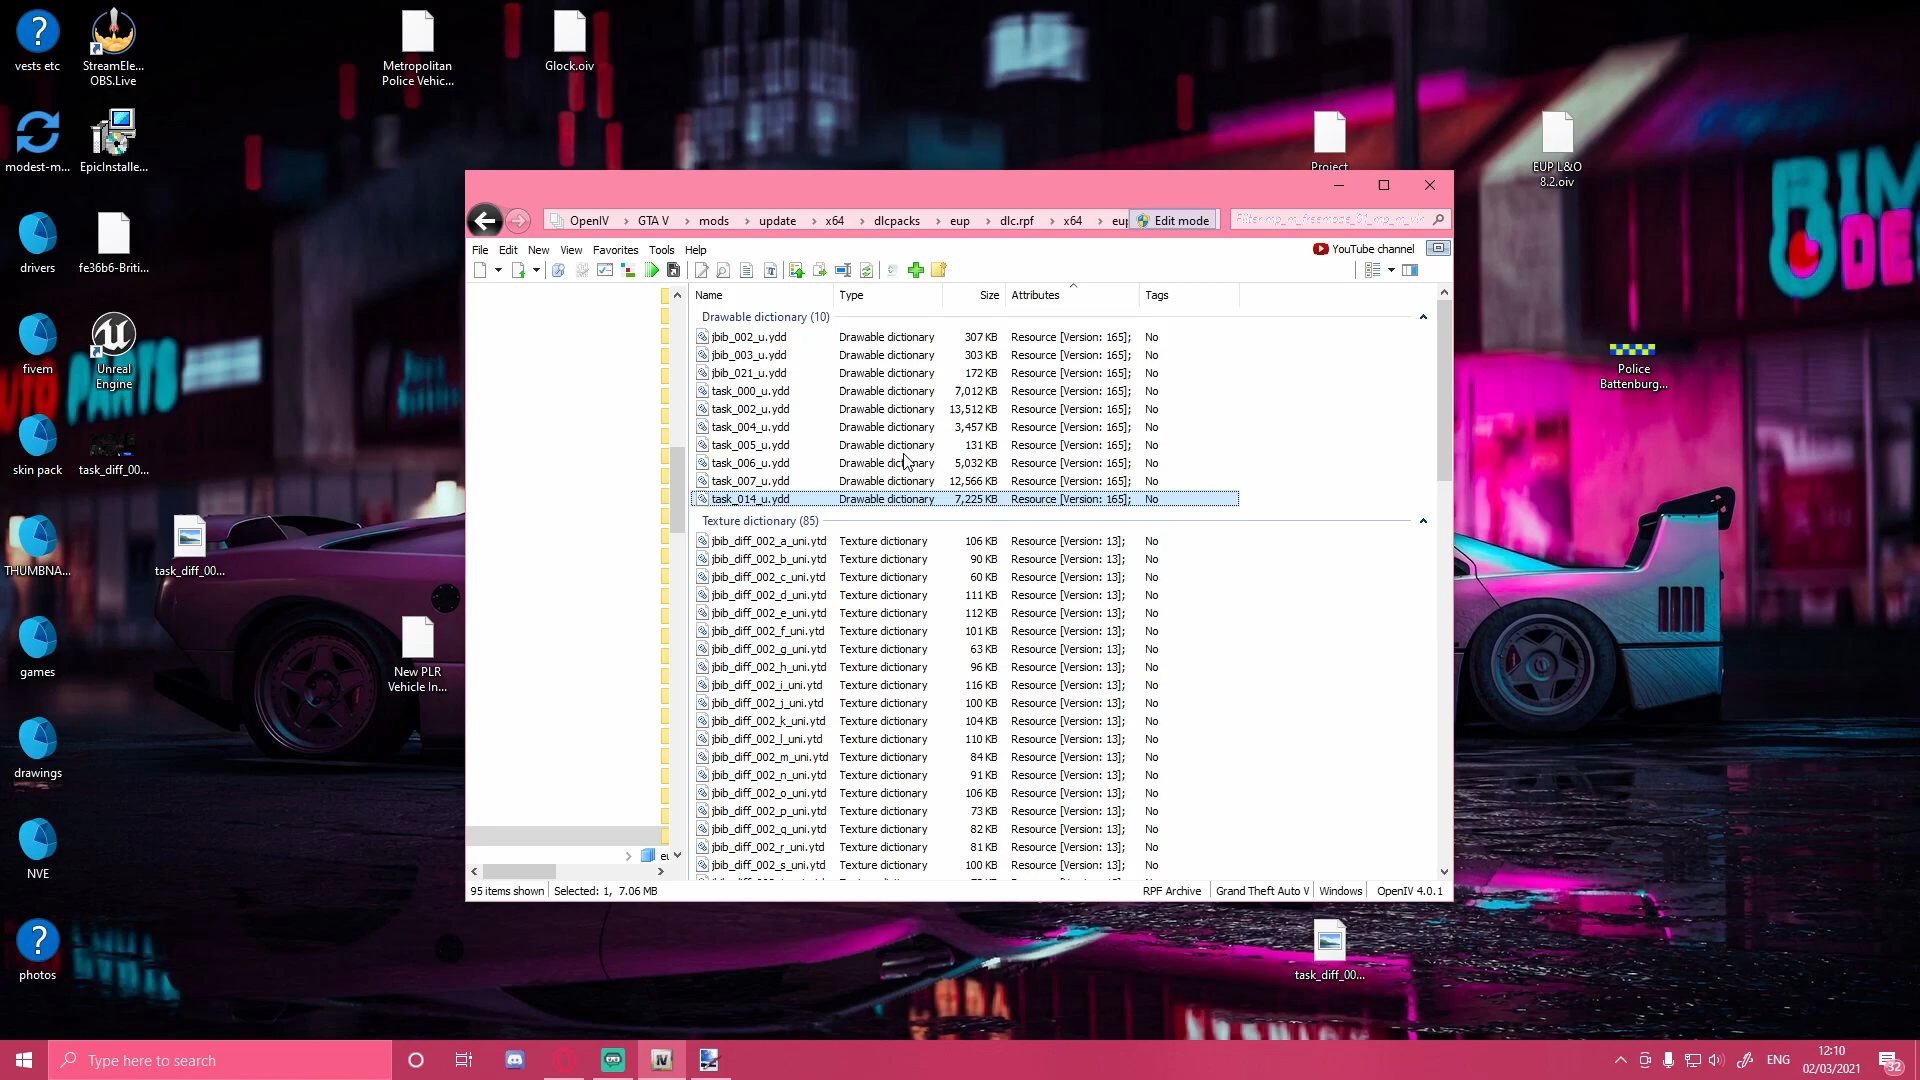 vests etc
StreamEle...
OBS.Live
Metropolitan
Police Vehic...
Glock.oiv
modest-m...
EpicInstalle...
Project
EUP L&O
8.2.oiv
drivers
fe36b6-Briti...
fivem
Unreal
Engine
Police
Battenburg...
skin pack
task_diff_00...
THUMBNA...
task_diff_00...
games
New PLR
Vehicle In...
drawings
NVE
photos
task_diff_00...
AUTO PARTS
OpenIV
GTA V
mods
update
x64
dlcpacks
eup
dlc.rpf
x64
eup
Edit mode
File Edit New View Favorites Tools Help
YouTube channel
Name Type Size Attributes Tags
Drawable dictionary (10)
jbib_002_u.ydd Drawable dictionary 307 KB Resource [Version: 165]; No
jbib_003_u.ydd Drawable dictionary 303 KB Resource [Version: 165]; No
jbib_021_u.ydd Drawable dictionary 172 KB Resource [Version: 165]; No
task_000_u.ydd Drawable dictionary 7,012 KB Resource [Version: 165]; No
task_002_u.ydd Drawable dictionary 13,512 KB Resource [Version: 165]; No
task_004_u.ydd Drawable dictionary 3,457 KB Resource [Version: 165]; No
task_005_u.ydd Drawable dictionary 131 KB Resource [Version: 165]; No
task_006_u.ydd Drawable dictionary 5,032 KB Resource [Version: 165]; No
task_007_u.ydd Drawable dictionary 12,566 KB Resource [Version: 165]; No
task_014_u.ydd Drawable dictionary 7,225 KB Resource [Version: 165]; No
Texture dictionary (85)
jbib_diff_002_a_uni.ytd Texture dictionary 106 KB Resource [Version: 13]; No
jbib_diff_002_b_uni.ytd Texture dictionary 90 KB Resource [Version: 13]; No
jbib_diff_002_c_uni.ytd Texture dictionary 60 KB Resource [Version: 13]; No
jbib_diff_002_d_uni.ytd Texture dictionary 111 KB Resource [Version: 13]; No
jbib_diff_002_e_uni.ytd Texture dictionary 112 KB Resource [Version: 13]; No
jbib_diff_002_f_uni.ytd Texture dictionary 101 KB Resource [Version: 13]; No
jbib_diff_002_g_uni.ytd Texture dictionary 63 KB Resource [Version: 13]; No
jbib_diff_002_h_uni.ytd Texture dictionary 96 KB Resource [Version: 13]; No
jbib_diff_002_i_uni.ytd Texture dictionary 116 KB Resource [Version: 13]; No
jbib_diff_002_j_uni.ytd Texture dictionary 100 KB Resource [Version: 13]; No
jbib_diff_002_k_uni.ytd Texture dictionary 104 KB Resource [Version: 13]; No
jbib_diff_002_l_uni.ytd Texture dictionary 110 KB Resource [Version: 13]; No
jbib_diff_002_m_uni.ytd Texture dictionary 84 KB Resource [Version: 13]; No
jbib_diff_002_n_uni.ytd Texture dictionary 91 KB Resource [Version: 13]; No
jbib_diff_002_o_uni.ytd Texture dictionary 106 KB Resource [Version: 13]; No
jbib_diff_002_p_uni.ytd Texture dictionary 73 KB Resource [Version: 13]; No
jbib_diff_002_q_uni.ytd Texture dictionary 82 KB Resource [Version: 13]; No
jbib_diff_002_r_uni.ytd Texture dictionary 81 KB Resource [Version: 13]; No
jbib_diff_002_s_uni.ytd Texture dictionary 100 KB Resource [Version: 13]; No
95 items shown Selected: 1, 7.06 MB RPF Archive Grand Theft Auto V Windows OpenIV 4.0.1
Type here to search
ENG
12:10
02/03/2021
32